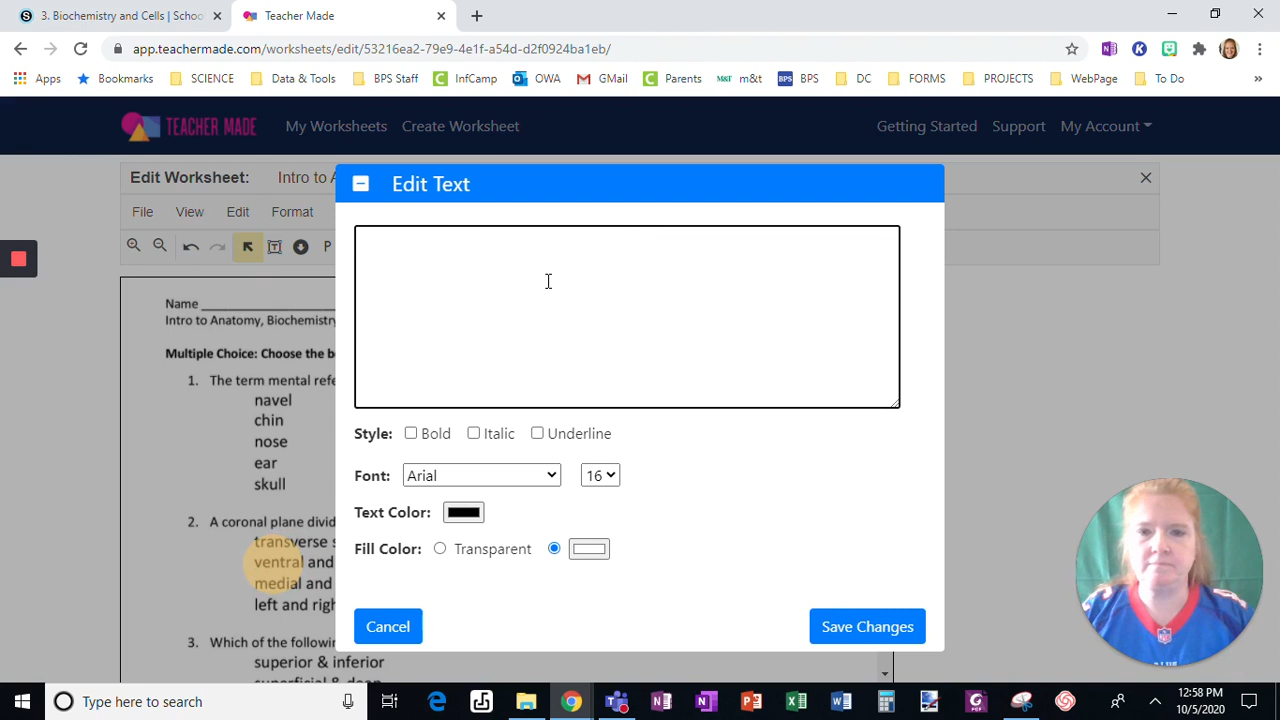 3. Biochemistry and Cells | Schoo
Teacher Made
app.teachermade.com/worksheets/edit/53216ea2-79e9-4e1f-a54d-d2f0924ba1eb/
Apps Bookmarks SCIENCE Data & Tools BPS Staff InfCamp OWA GMail Parents m&t BPS DC FORMS PROJECTS WebPage To Do »
TEACHER MADE My Worksheets Create Worksheet Getting Started Support My Account
Edit Worksheet: Intro to A
Edit Text
File View Edit Format
P
Name
Intro to Anatomy, Biochemistry
Multiple Choice: Choose the b
1. The term mental refe
navel
chin
nose
ear
skull
2. A coronal plane divid
transverse s
ventral and
medial and
left and righ
3. Which of the followin
superior & inferior
superficial & deep
Style: Bold Italic Underline
Font: Arial 16
Text Color:
Fill Color: Transparent
Cancel Save Changes
Type here to search
12:58 PM
10/5/2020